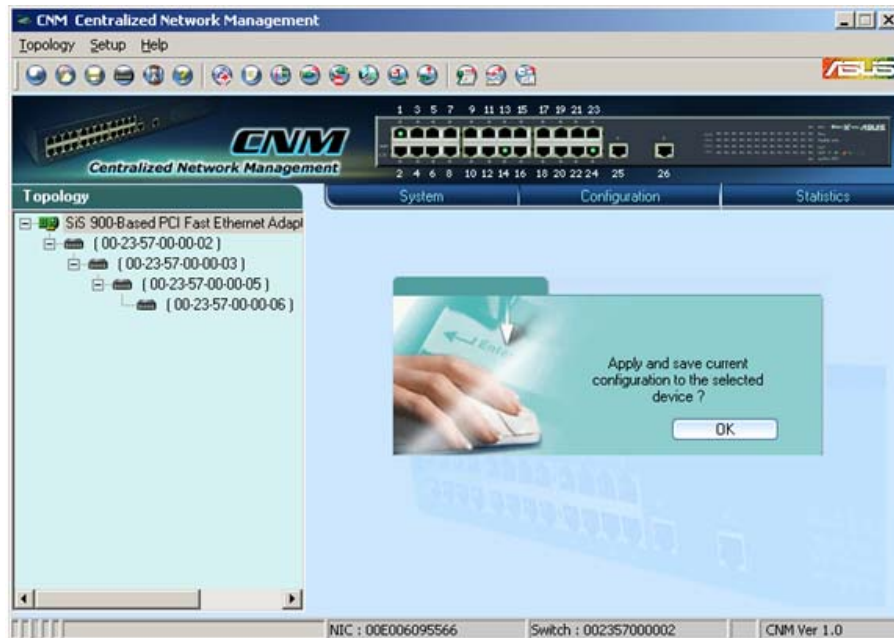 CNM Centralized Network Management
Topology Setup Help
ASUS
1 3 5 7 9 11 13 15 17 19 21 23
CNM
Centralized Network Management
2 4 6 8 10 12 14 16 18 20 22 24 25 26
Topology
System Configuration Statistics
SiS 900-Based PCI Fast Ethernet Adapt
( 00-23-57-00-00-02 )
( 00-23-57-00-00-03 )
( 00-23-57-00-00-05 )
( 00-23-57-00-00-06 )
Enter
Apply and save current
configuration to the selected
device ?
OK
NIC : 00E006095566 Switch : 002357000002 CNM Ver 1.0